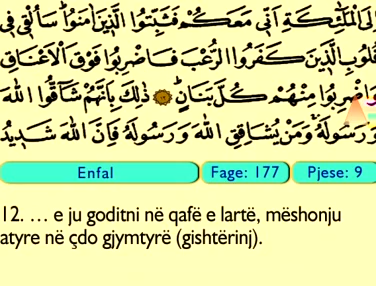 اِلَى الْمَلٰٓئِكَةِ اَنّ۪ي مَعَكُمْ فَثَبِّتُوا الَّذ۪ينَ اٰمَنُواۜ سَاُلْق۪ي ف۪ي
قُلُوبِ الَّذ۪ينَ كَفَرُوا الرُّعْبَ فَاضْرِبُوا فَوْقَ الْاَعْنَاقِ
وَاضْرِبُوا مِنْهُمْ كُلَّ بَنَانٍۜ ذٰلِكَ بِاَنَّهُمْ شَٓاقُّوا اللّٰهَ
وَرَسُولَهُۚ وَمَنْ يُشَاقِقِ اللّٰهَ وَرَسُولَهُ فَاِنَّ اللّٰهَ شَد۪يدُ
Enfal Fage: 177 Pjese: 9
12. ... e ju goditni në qafë e lartë, mëshonju
atyre në çdo gjymtyrë (gishtërinj).